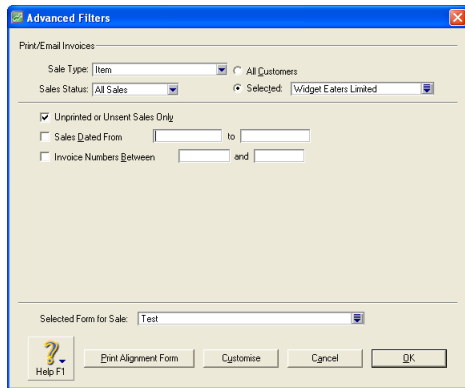 Advanced Filters
Print/Email Invoices
Sale Type: Item All Customers
Sales Status: All Sales Selected: Widget Eaters Limited
Unprinted or Unsent Sales Only
Sales Dated From to
Invoice Numbers Between and
Selected Form for Sale: Test
Help F1 Print Alignment Form Customise Cancel OK